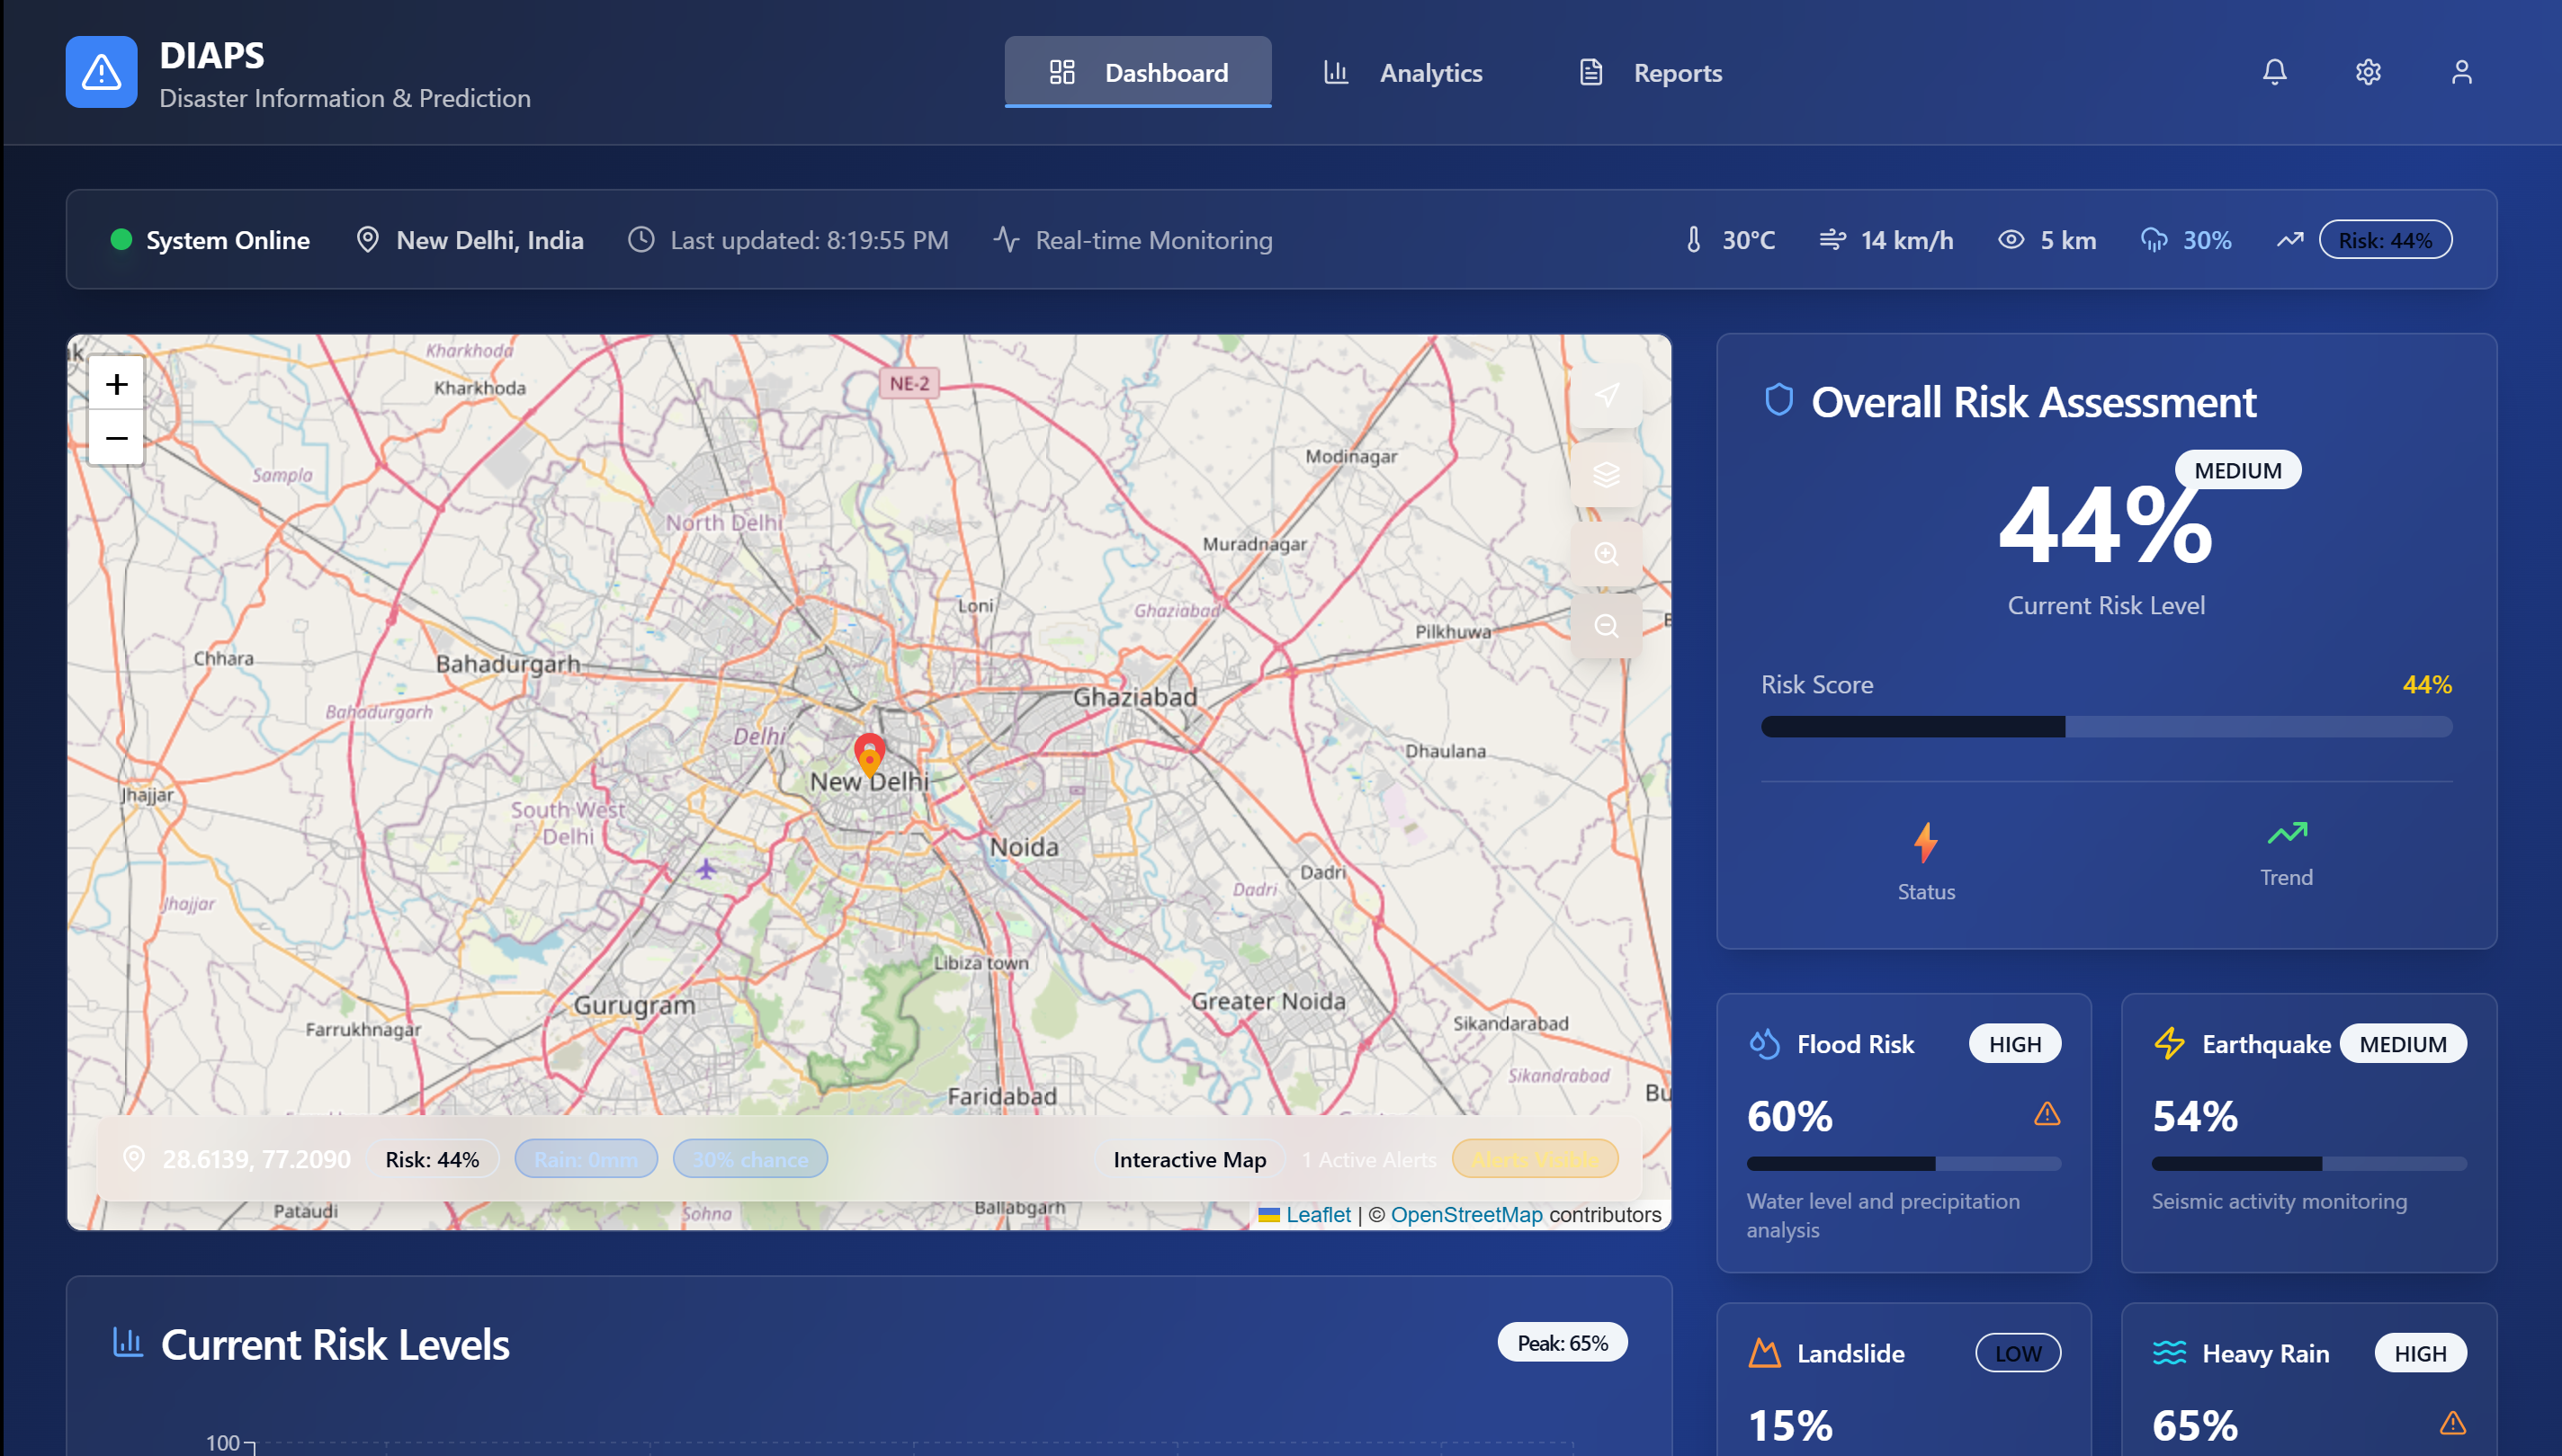 DIAPS
Disaster Information & Prediction
Dashboard
Analytics
Reports
System Online
New Delhi, India
Last updated: 8:19:55 PM
Real-time Monitoring
30°C
14 km/h
5 km
30%
Risk: 44%
+
−
Kharkhoda
Kharkhoda
NE-2
Sampla
Modinagar
North Delhi
Muradnagar
Loni
Ghaziabad
Pilkhuwa
Chhara
Bahadurgarh
Ghaziabad
Bahadurgarh
Delhi
Dhaulana
New Delhi
Jhajjar
South West
Delhi
Noida
Dadri
Dadri
Jhajjar
Libiza town
Gurugram
Greater Noida
Farrukhnagar
Sikandarabad
Sikandrabad
Faridabad
Bu
28.6139, 77.2090
Risk: 44%
Rain: 0mm
30% chance
Interactive Map
1 Active Alerts
Alerts Visible
Pataudi
Sohna
Ballabgarh
Leaflet | © OpenStreetMap contributors
Overall Risk Assessment
MEDIUM
44%
Current Risk Level
Risk Score
44%
Status
Trend
Flood Risk
HIGH
60%
Water level and precipitation
analysis
Earthquake
MEDIUM
54%
Seismic activity monitoring
Current Risk Levels
Peak: 65%
100
Landslide
LOW
15%
Heavy Rain
HIGH
65%